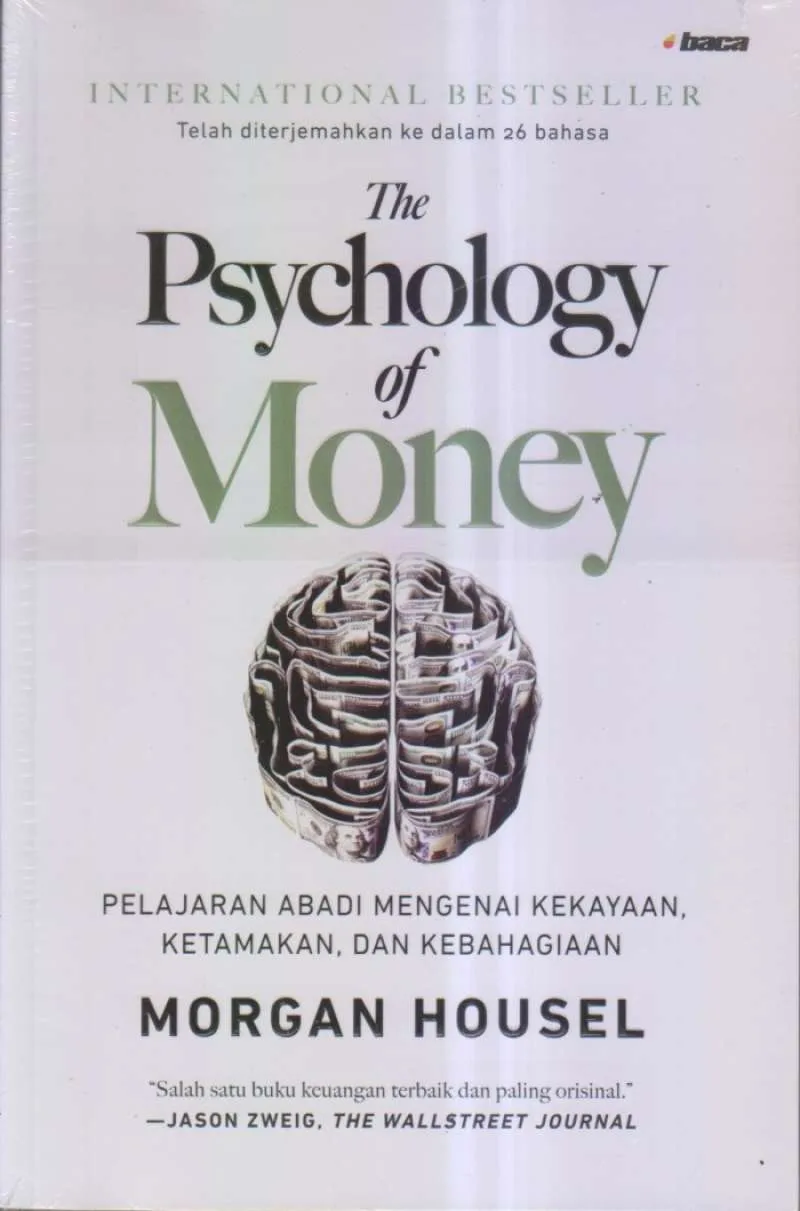 baca
INTERNATIONAL BESTSELLER
Telah diterjemahkan ke dalam 26 bahasa
The
Psychology
of
Money
PELAJARAN ABADI MENGENAI KEKAYAAN,
KETAMAKAN, DAN KEBAHAGIAAN
MORGAN HOUSEL
"Salah satu buku keuangan terbaik dan paling orisinal."
—JASON ZWEIG, THE WALLSTREET JOURNAL